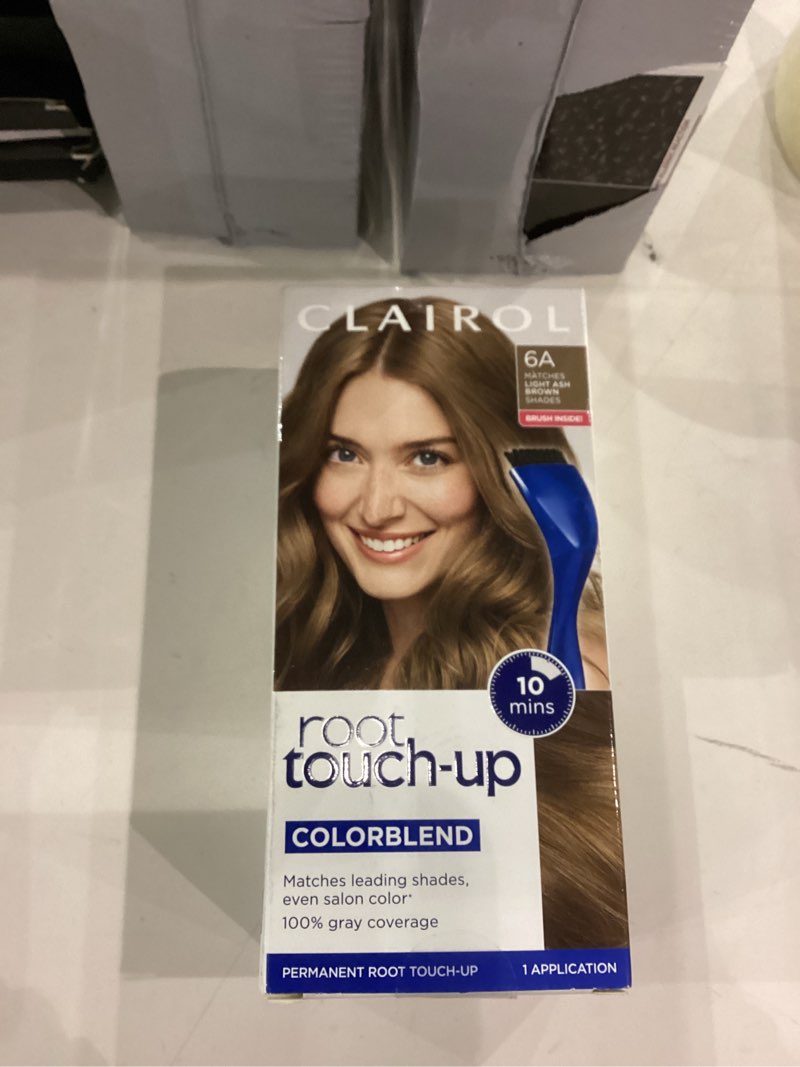 CLAIROL
6A
MATCHES
LIGHT ASH
BROWN
SHADES
BRUSH INSIDE!
10
mins
root
touch-up
COLORBLEND
Matches leading shades,
even salon color*
100% gray coverage
PERMANENT ROOT TOUCH-UP 1 APPLICATION